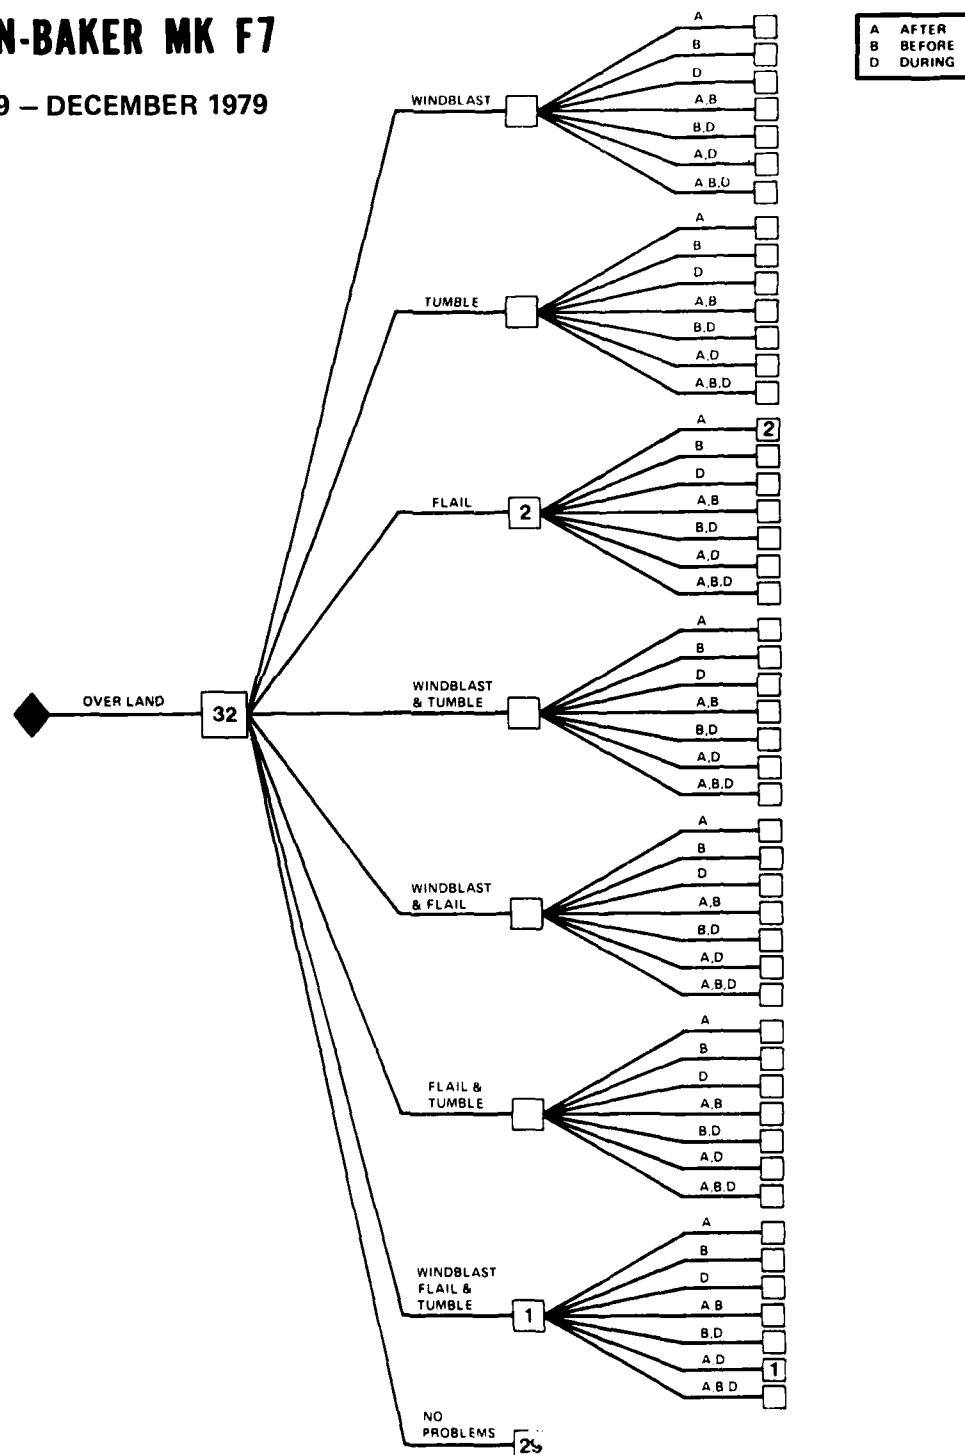 N-BAKER MK F7
9 – DECEMBER 1979
A AFTER
B BEFORE
D DURING
WINDBLAST
A
B
D
A,B
B,D
A,D
A,B,D
TUMBLE
A
B
D
A,B
B,D
A,D
A,B,D
FLAIL
2
A
2
B
D
A,B
B,D
A,D
A,B,D
OVER LAND
32
WINDBLAST
& TUMBLE
A
B
D
A,B
B,D
A,D
A,B,D
WINDBLAST
& FLAIL
A
B
D
A,B
B,D
A,D
A,B,D
FLAIL &
TUMBLE
A
B
D
A,B
B,D
A,D
A,B,D
WINDBLAST
FLAIL &
TUMBLE
1
A
B
D
A,B
B,D
A,D
1
A,B,D
NO
PROBLEMS
29